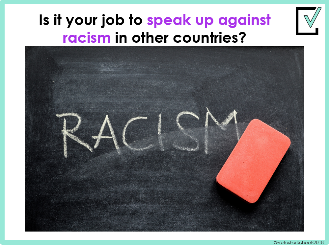 Is it your job to speak up against
racism in other countries?
RACISM